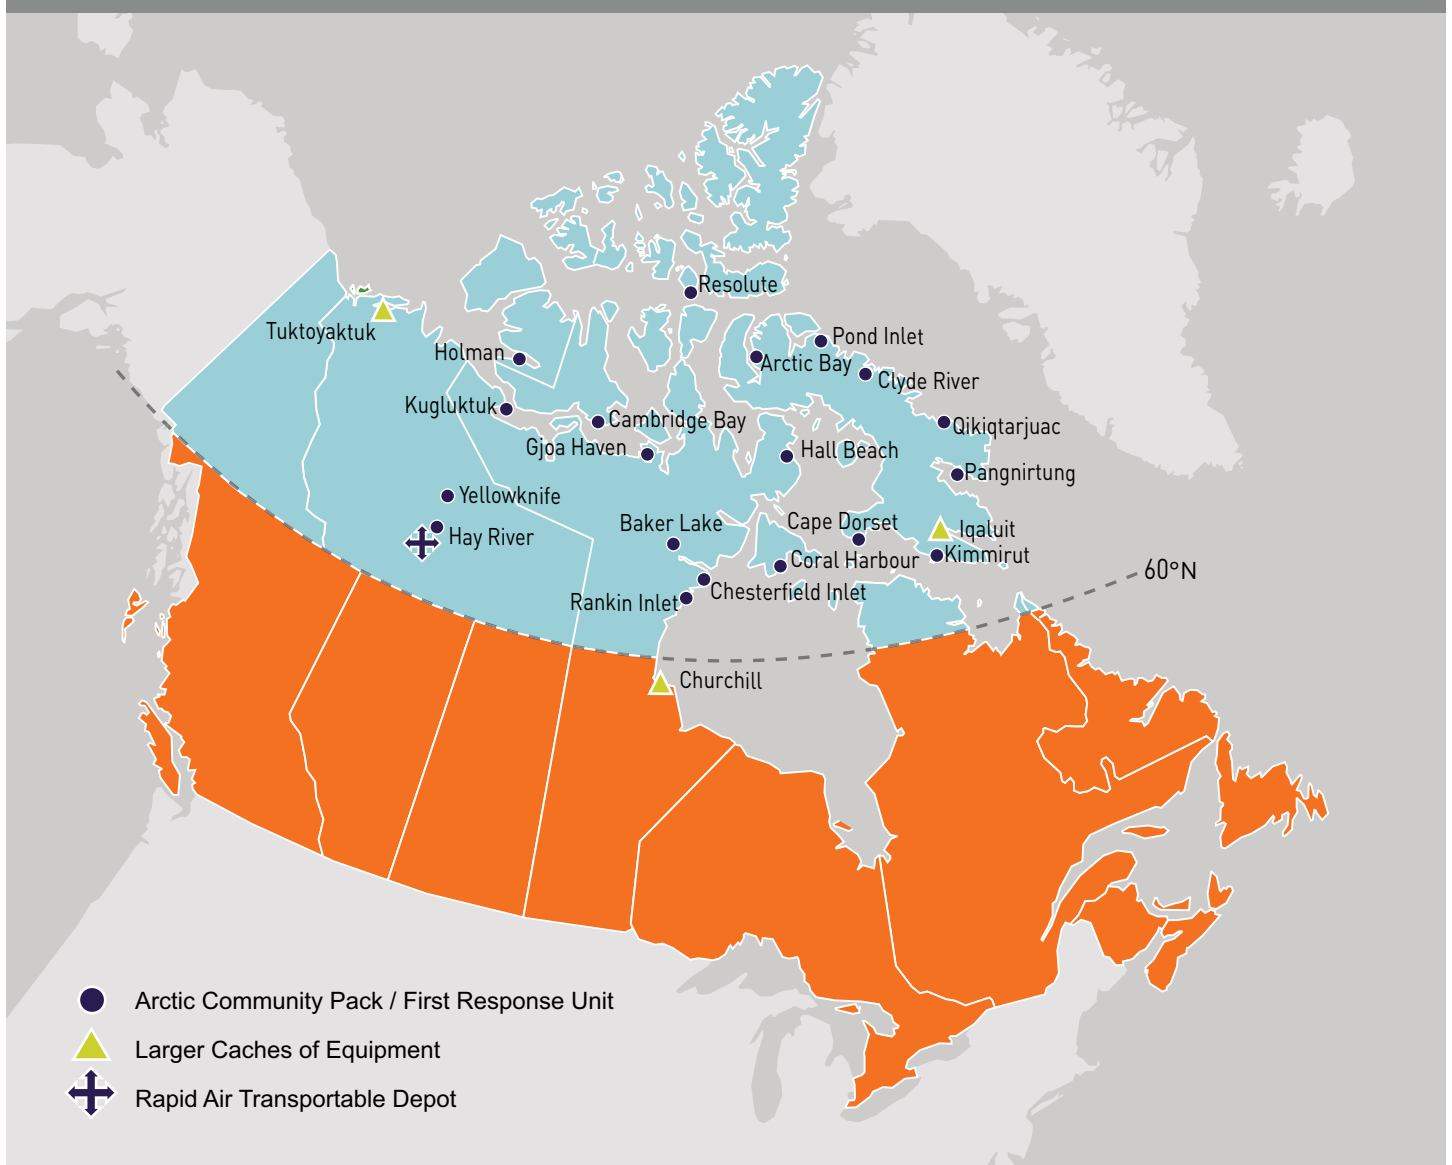 Resolute
Tuktoyaktuk
Pond Inlet
Holman
Arctic Bay
Clyde River
Kugluktuk
Cambridge Bay
Qikiqtarjuac
Gjoa Haven
Hall Beach
Pangnirtung
Yellowknife
Baker Lake
Cape Dorset
Iqaluit
Hay River
Kimmirut
Coral Harbour
60°N
Chesterfield Inlet
Rankin Inlet
Churchill
Arctic Community Pack / First Response Unit
Larger Caches of Equipment
Rapid Air Transportable Depot